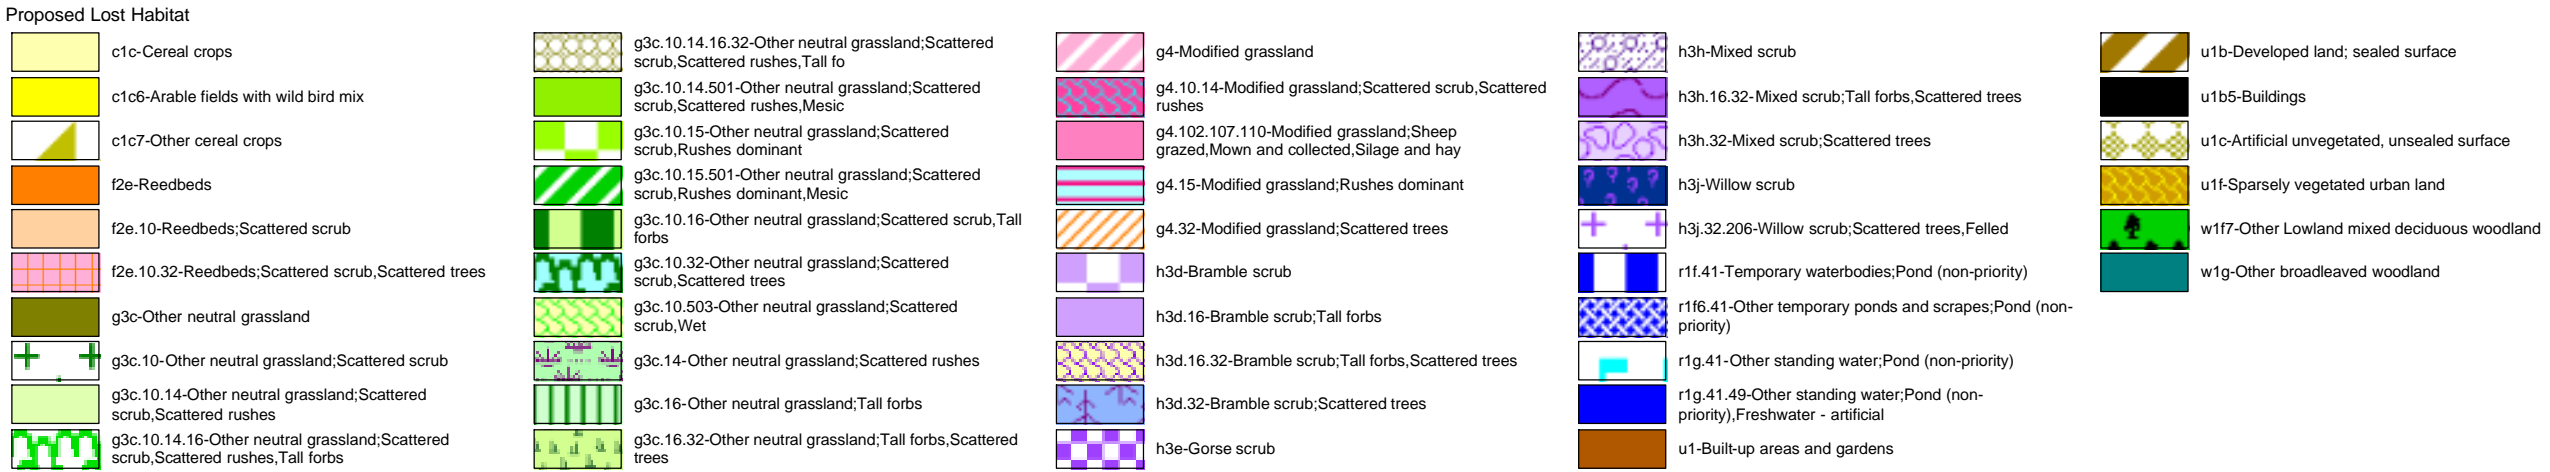 Proposed Lost Habitat
c1c-Cereal crops
c1c6-Arable fields with wild bird mix
c1c7-Other cereal crops
f2e-Reedbeds
f2e.10-Reedbeds;Scattered scrub
f2e.10.32-Reedbeds;Scattered scrub,Scattered trees
g3c-Other neutral grassland
g3c.10-Other neutral grassland;Scattered scrub
g3c.10.14-Other neutral grassland;Scattered
scrub,Scattered rushes
g3c.10.14.16-Other neutral grassland;Scattered
scrub,Scattered rushes,Tall forbs
g3c.10.14.16.32-Other neutral grassland;Scattered
scrub,Scattered rushes,Tall fo
g3c.10.14.501-Other neutral grassland;Scattered
scrub,Scattered rushes,Mesic
g3c.10.15-Other neutral grassland;Scattered
scrub,Rushes dominant
g3c.10.15.501-Other neutral grassland;Scattered
scrub,Rushes dominant,Mesic
g3c.10.16-Other neutral grassland;Scattered scrub,Tall
forbs
g3c.10.32-Other neutral grassland;Scattered
scrub,Scattered trees
g3c.10.503-Other neutral grassland;Scattered
scrub,Wet
g3c.14-Other neutral grassland;Scattered rushes
g3c.16-Other neutral grassland;Tall forbs
g3c.16.32-Other neutral grassland;Tall forbs,Scattered
trees
g4-Modified grassland
g4.10.14-Modified grassland;Scattered scrub,Scattered
rushes
g4.102.107.110-Modified grassland;Sheep
grazed,Mown and collected,Silage and hay
g4.15-Modified grassland;Rushes dominant
g4.32-Modified grassland;Scattered trees
h3d-Bramble scrub
h3d.16-Bramble scrub;Tall forbs
h3d.16.32-Bramble scrub;Tall forbs,Scattered trees
h3d.32-Bramble scrub;Scattered trees
h3e-Gorse scrub
h3h-Mixed scrub
h3h.16.32-Mixed scrub;Tall forbs,Scattered trees
h3h.32-Mixed scrub;Scattered trees
h3j-Willow scrub
h3j.32.206-Willow scrub;Scattered trees,Felled
r1f.41-Temporary waterbodies;Pond (non-priority)
r1f6.41-Other temporary ponds and scrapes;Pond (non-
priority)
r1g.41-Other standing water;Pond (non-priority)
r1g.41.49-Other standing water;Pond (non-
priority),Freshwater - artificial
u1-Built-up areas and gardens
u1b-Developed land; sealed surface
u1b5-Buildings
u1c-Artificial unvegetated, unsealed surface
u1f-Sparsely vegetated urban land
w1f7-Other Lowland mixed deciduous woodland
w1g-Other broadleaved woodland